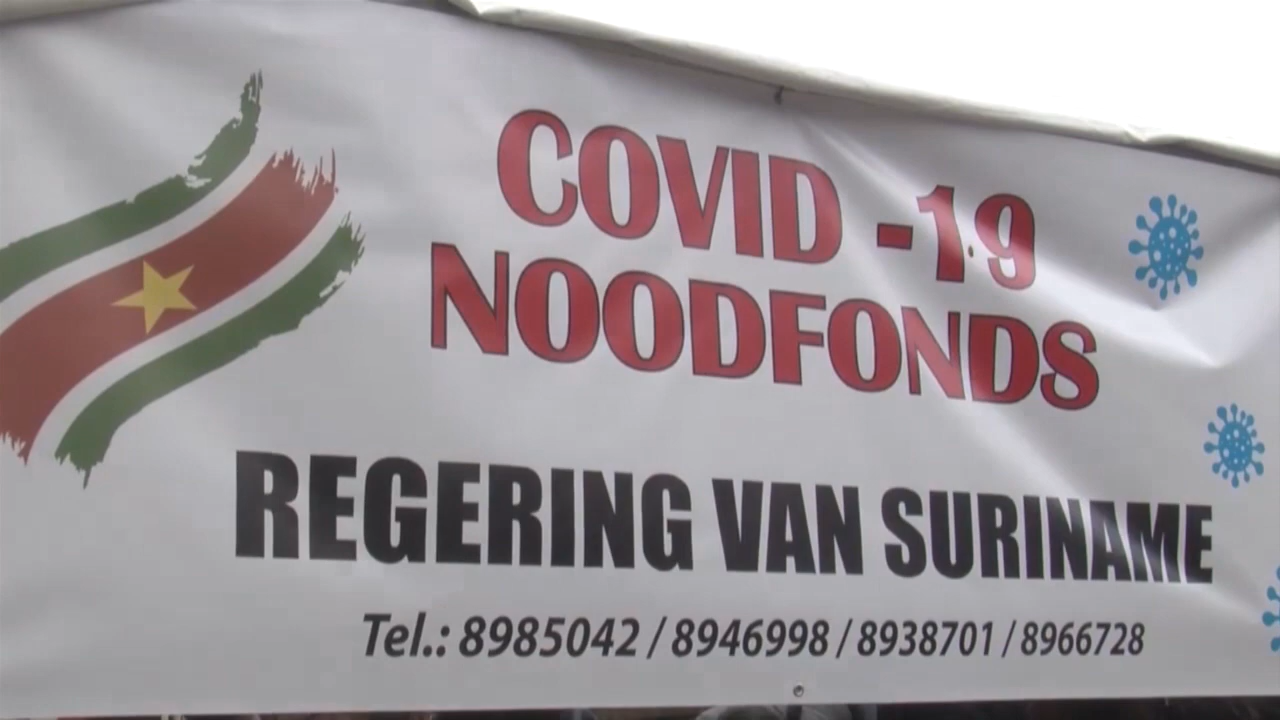 COVID -19
NOODFONDS
REGERING VAN SURINAME
Tel.: 8985042 / 8946998 / 8938701 / 8966728